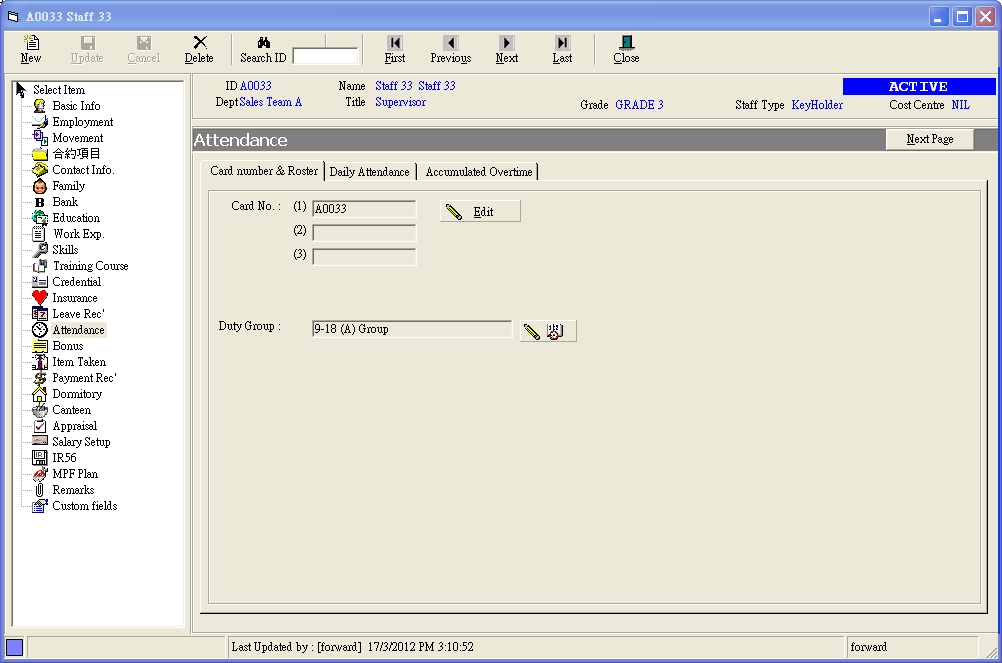 A0033 Staff 33
New Update Cancel Delete Search ID First Previous Next Last Close
Select Item
Basic Info
Employment
Movement
合約項目
Contact Info.
Family
B Bank
Education
Work Exp.
Skills
Training Course
Credential
Insurance
Leave Rec'
Attendance
Bonus
Item Taken
Payment Rec'
Dormitory
Canteen
Appraisal
Salary Setup
IR56
MPF Plan
Remarks
Custom fields
ID A0033 Name Staff 33 Staff 33 ACTIVE
Dept Sales Team A Title Supervisor Grade GRADE 3 Staff Type KeyHolder Cost Centre NIL
Attendance Next Page
Card number & Roster Daily Attendance Accumulated Overtime
Card No. : (1) A0033 Edit
(2)
(3)
Duty Group : 9-18 (A) Group
Last Updated by : [forward] 17/3/2012 PM 3:10:52 forward